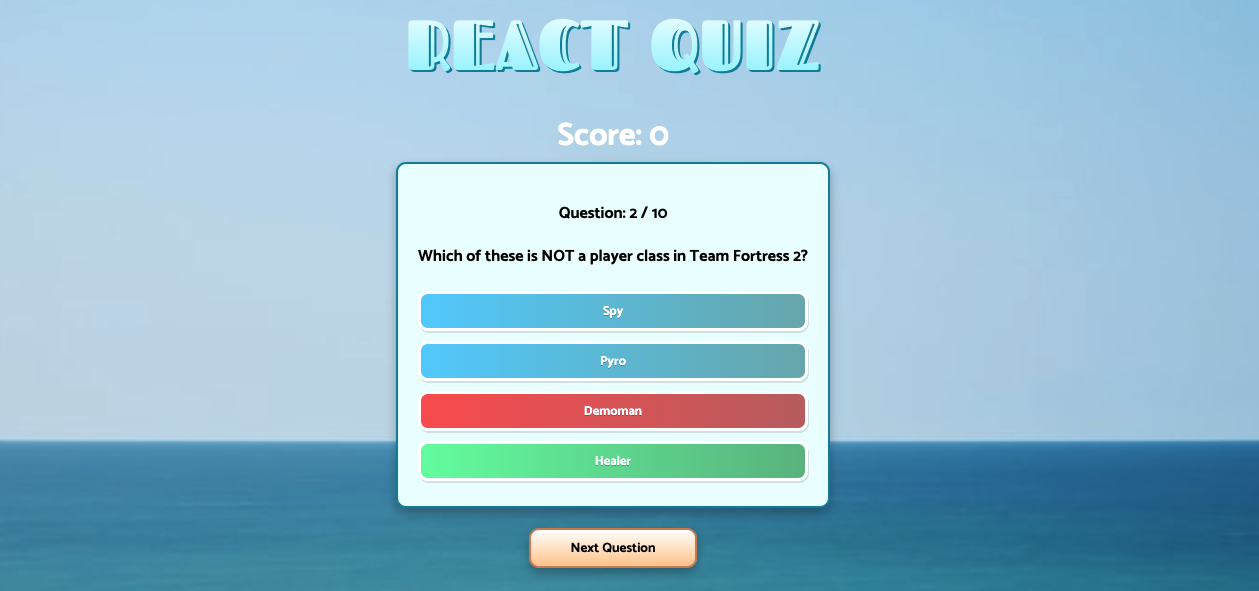 REACT QUIZ
Score: 0
Question: 2 / 10
Which of these is NOT a player class in Team Fortress 2?
Spy
Pyro
Demoman
Healer
Next Question